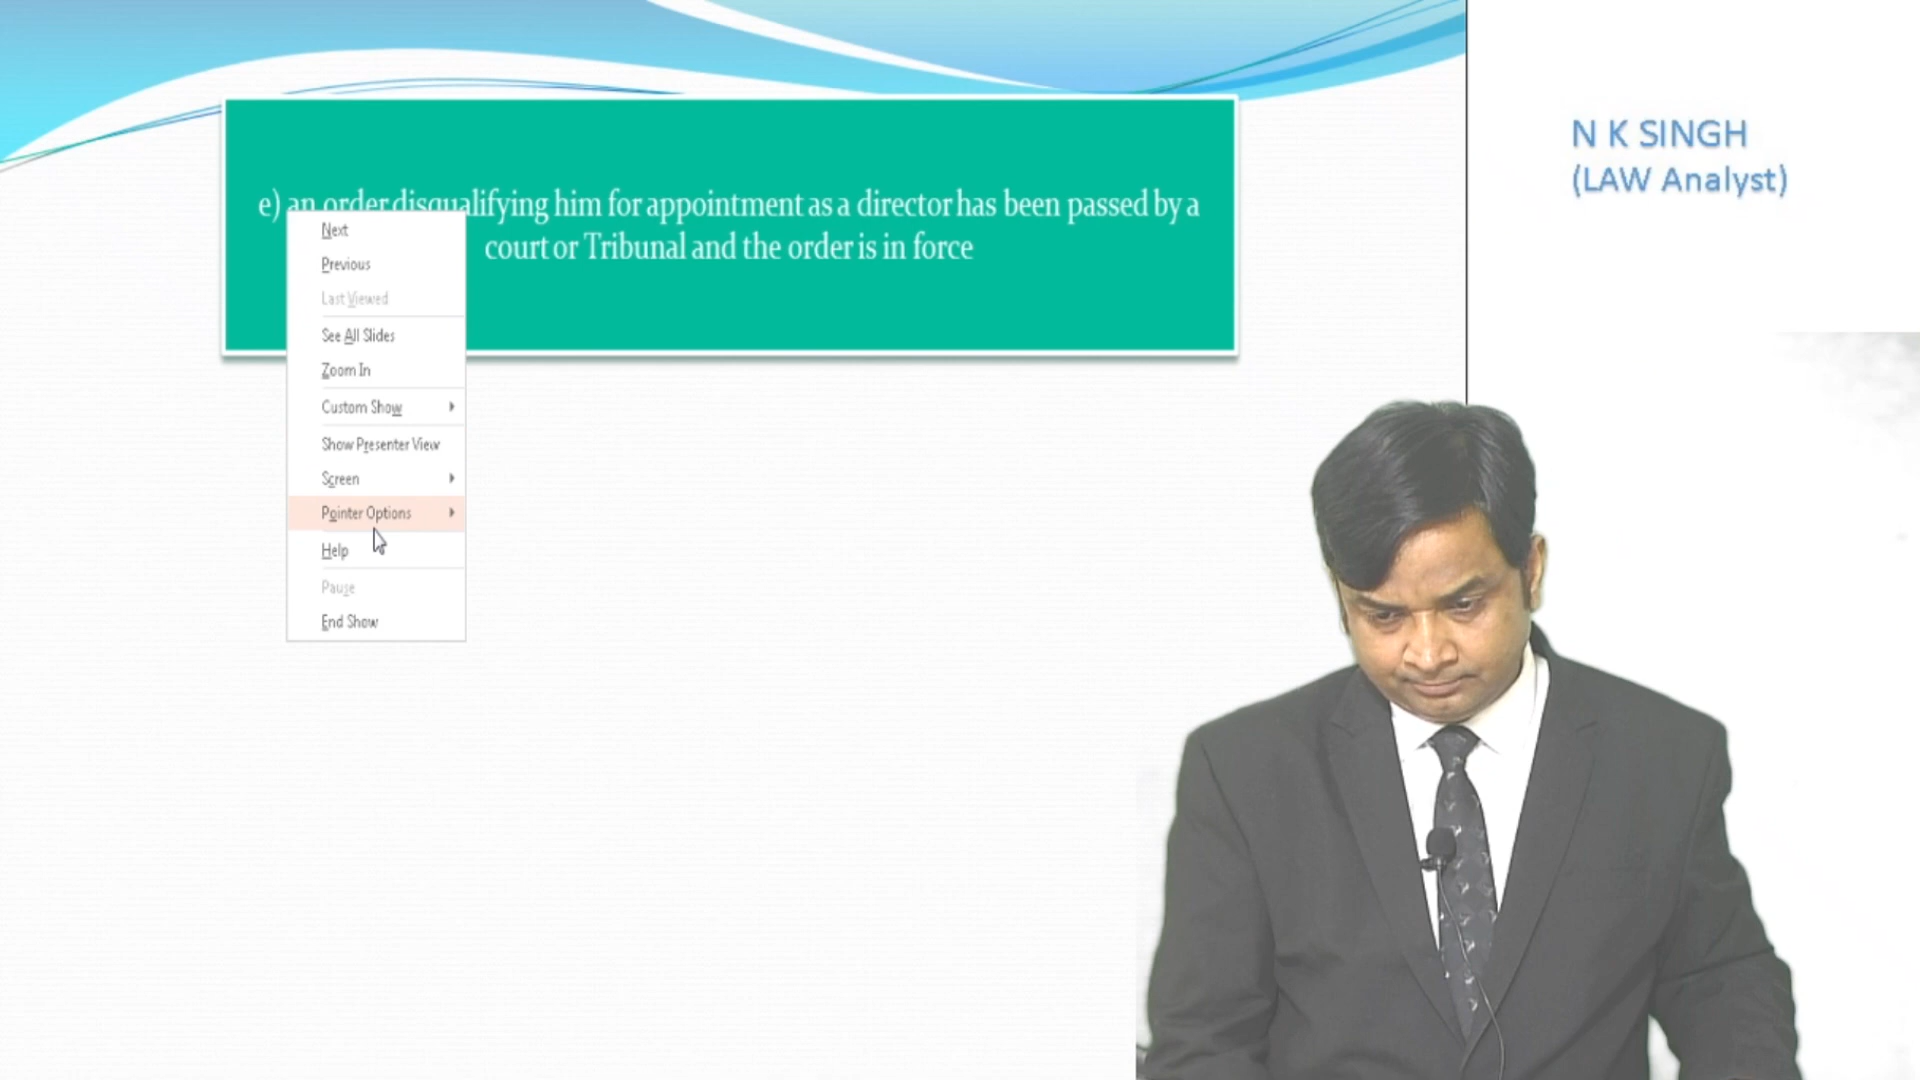 e) an order disqualifying him for appointment as a director has been passed by a
court or Tribunal and the order is in force
N K SINGH
(LAW Analyst)
Next
Previous
Last Viewed
See All Slides
Zoom In
Custom Show
Show Presenter View
Screen
Pointer Options
Help
Pause
End Show